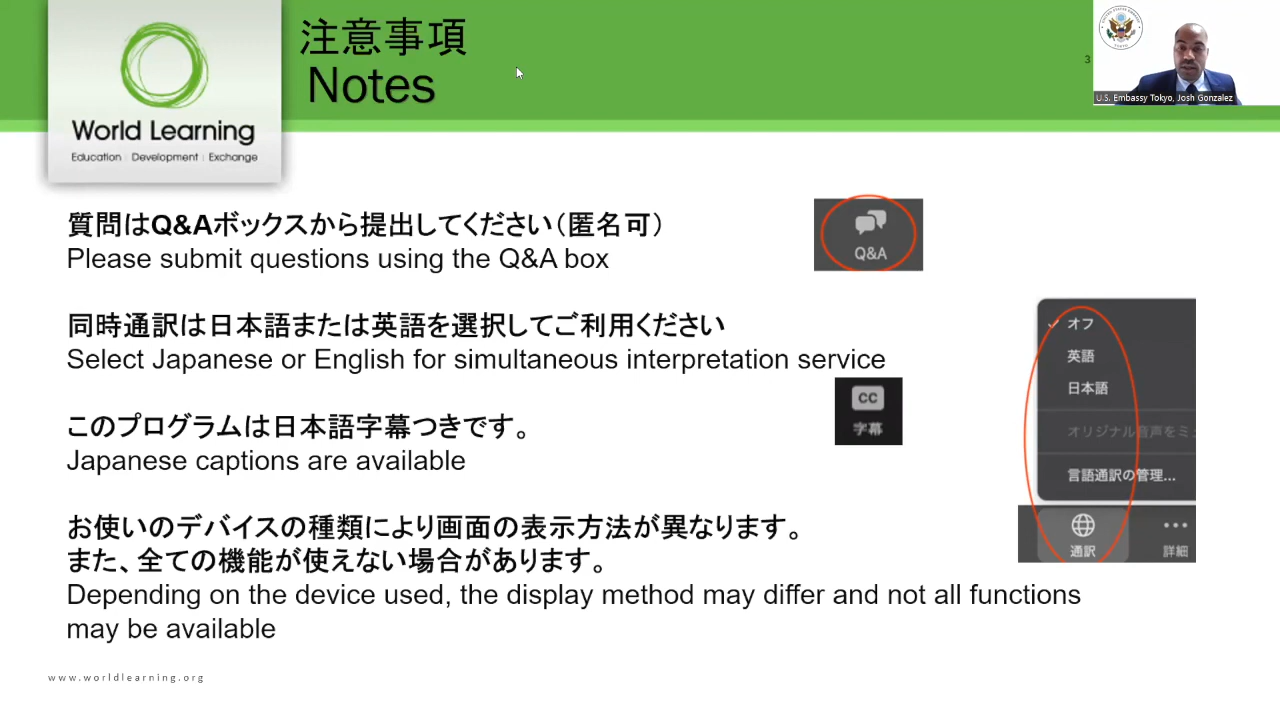 World Learning
Education | Development | Exchange
注意事項
Notes
3
U.S. Embassy Tokyo, Josh Gonzalez
質問はQ&Aボックスから提出してください（匿名可）
Please submit questions using the Q&A box
Q&A
同時通訳は日本語または英語を選択してご利用ください
Select Japanese or English for simultaneous interpretation service
オフ
英語
日本語
オリジナル音声をミ
言語通訳の管理...
通訳
詳細
CC
字幕
このプログラムは日本語字幕つきです。
Japanese captions are available
お使いのデバイスの種類により画面の表示方法が異なります。
また、全ての機能が使えない場合があります。
Depending on the device used, the display method may differ and not all functions
may be available
www.worldlearning.org